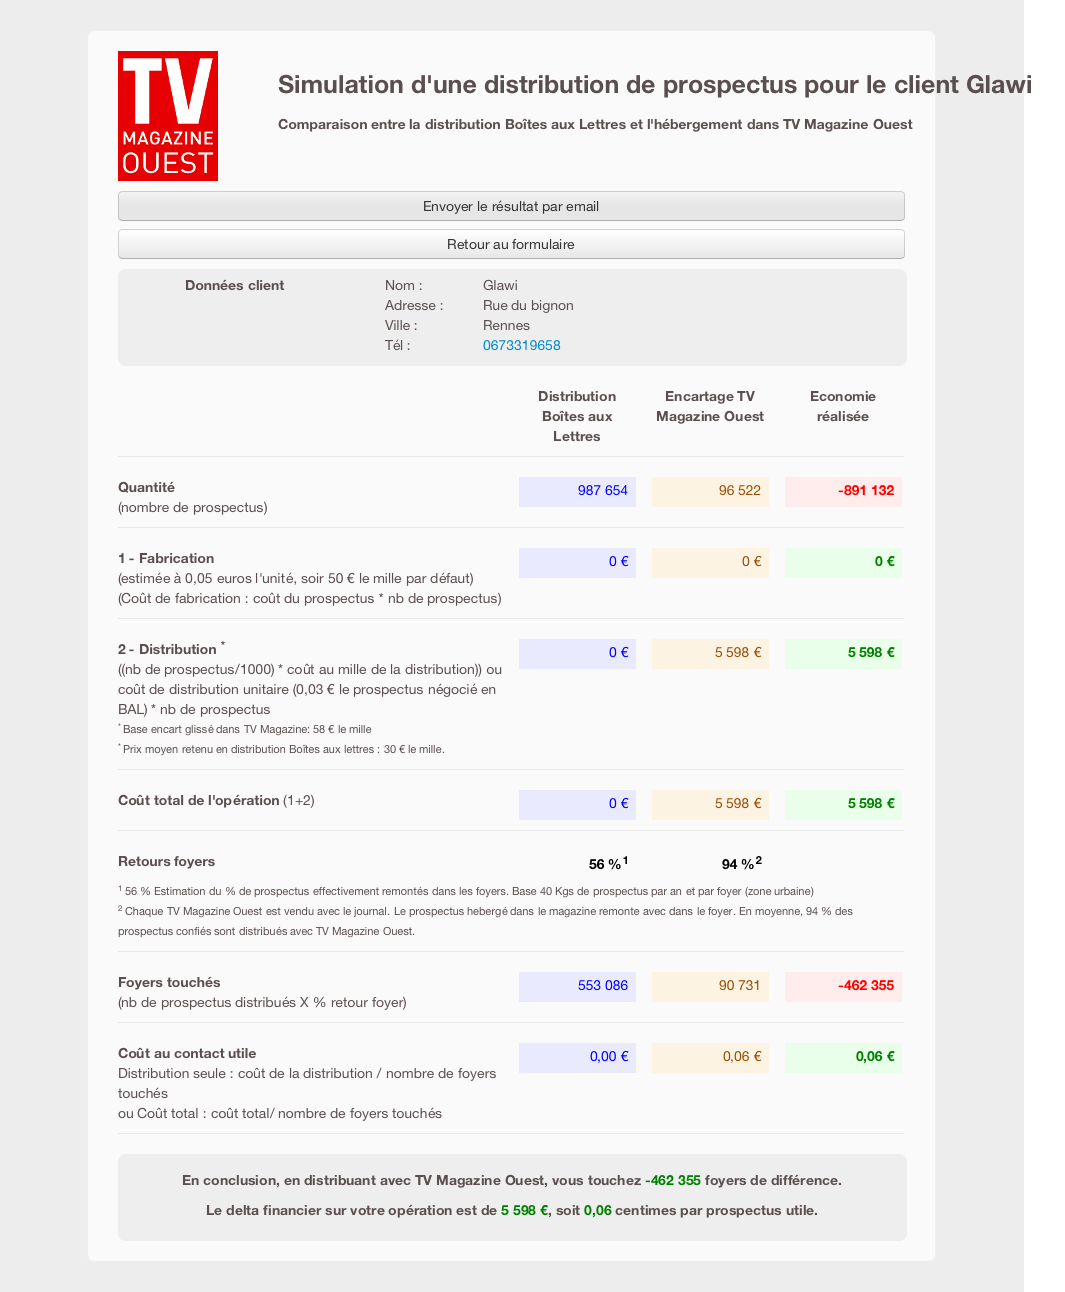 TV
MAGAZINE
OUEST
Simulation d'une distribution de prospectus pour le client Glawi
Comparaison entre la distribution Boîtes aux Lettres et l'hébergement dans TV Magazine Ouest
Envoyer le résultat par email
Retour au formulaire
Données client
Nom : Glawi
Adresse : Rue du bignon
Ville : Rennes
Tél : 0673319658
Distribution Encartage TV Economie
Boîtes aux Magazine Ouest réalisée
Lettres
Quantité 987 654 96 522 -891 132
(nombre de prospectus)
1 - Fabrication 0 € 0 € 0 €
(estimée à 0,05 euros l'unité, soir 50 € le mille par défaut)
(Coût de fabrication : coût du prospectus * nb de prospectus)
2 - Distribution * 0 € 5 598 € 5 598 €
((nb de prospectus/1000) * coût au mille de la distribution)) ou
coût de distribution unitaire (0,03 € le prospectus négocié en
BAL) * nb de prospectus
* Base encart glissé dans TV Magazine: 58 € le mille
* Prix moyen retenu en distribution Boîtes aux lettres : 30 € le mille.
Coût total de l'opération (1+2) 0 € 5 598 € 5 598 €
Retours foyers 56 %1 94 %2
1 56 % Estimation du % de prospectus effectivement remontés dans les foyers. Base 40 Kgs de prospectus par an et par foyer (zone urbaine)
2 Chaque TV Magazine Ouest est vendu avec le journal. Le prospectus hebergé dans le magazine remonte avec dans le foyer. En moyenne, 94 % des
prospectus confiés sont distribués avec TV Magazine Ouest.
Foyers touchés 553 086 90 731 -462 355
(nb de prospectus distribués X % retour foyer)
Coût au contact utile 0,00 € 0,06 € 0,06 €
Distribution seule : coût de la distribution / nombre de foyers
touchés
ou Coût total : coût total/ nombre de foyers touchés
En conclusion, en distribuant avec TV Magazine Ouest, vous touchez -462 355 foyers de différence.
Le delta financier sur votre opération est de 5 598 €, soit 0,06 centimes par prospectus utile.